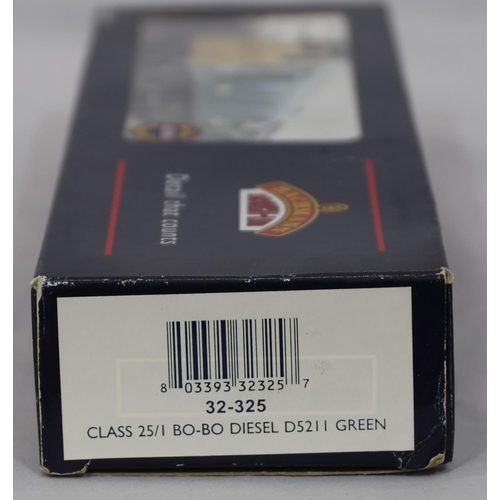 Detail that counts
8 03393 32325 7
32-325
CLASS 25/1 BO-BO DIESEL D5211 GREEN